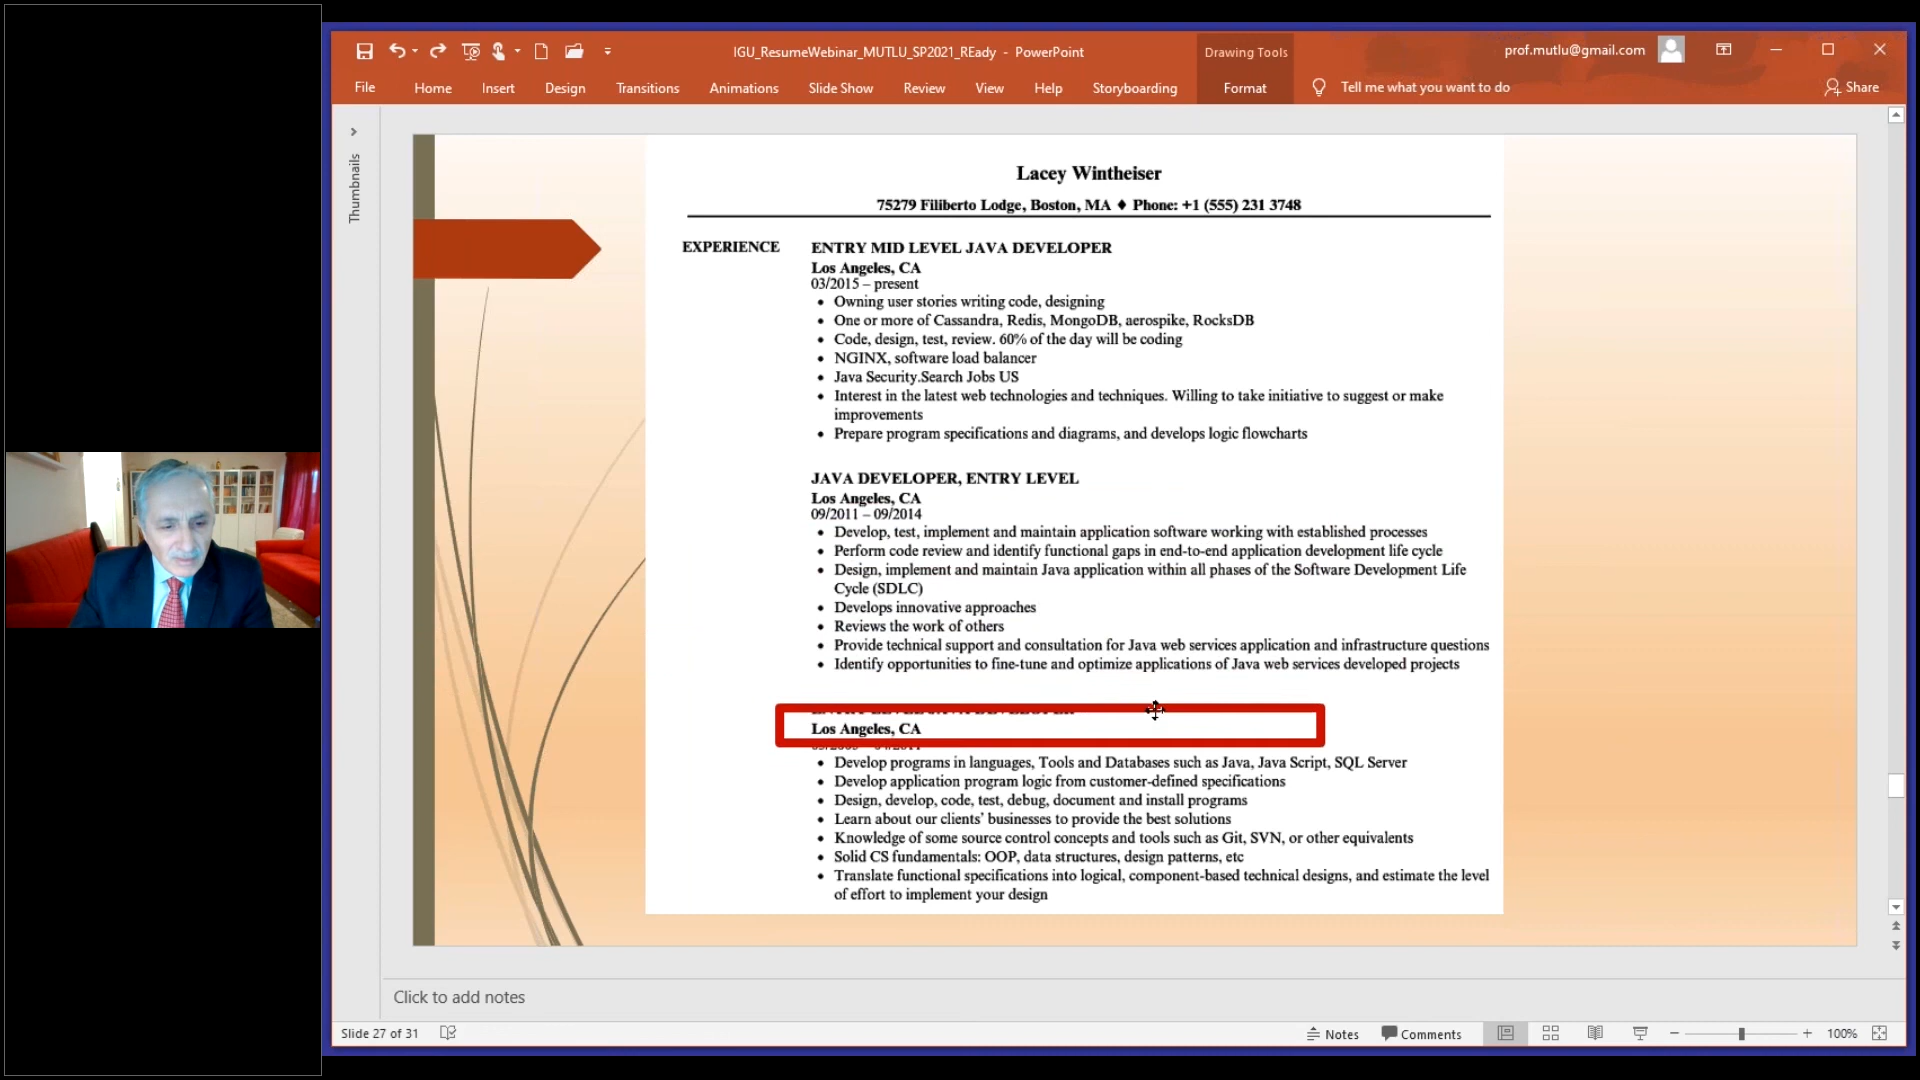 IGU_ResumeWebinar_MUTLU_SP2021_REady - PowerPoint
Drawing Tools
prof.mutlu@gmail.com
File Home Insert Design Transitions Animations Slide Show Review View Help Storyboarding Format Tell me what you want to do Share
Thumbnails
Lacey Wintheiser
75279 Filiberto Lodge, Boston, MA ♦ Phone: +1 (555) 231 3748
EXPERIENCE
ENTRY MID LEVEL JAVA DEVELOPER
Los Angeles, CA
03/2015 – present
• Owning user stories writing code, designing
• One or more of Cassandra, Redis, MongoDB, aerospike, RocksDB
• Code, design, test, review. 60% of the day will be coding
• NGINX, software load balancer
• Java Security.Search Jobs US
• Interest in the latest web technologies and techniques. Willing to take initiative to suggest or make
improvements
• Prepare program specifications and diagrams, and develops logic flowcharts
JAVA DEVELOPER, ENTRY LEVEL
Los Angeles, CA
09/2011 – 09/2014
• Develop, test, implement and maintain application software working with established processes
• Perform code review and identify functional gaps in end-to-end application development life cycle
• Design, implement and maintain Java application within all phases of the Software Development Life
Cycle (SDLC)
• Develops innovative approaches
• Reviews the work of others
• Provide technical support and consultation for Java web services application and infrastructure questions
• Identify opportunities to fine-tune and optimize applications of Java web services developed projects
Los Angeles, CA
• Develop programs in languages, Tools and Databases such as Java, Java Script, SQL Server
• Develop application program logic from customer-defined specifications
• Design, develop, code, test, debug, document and install programs
• Learn about our clients' businesses to provide the best solutions
• Knowledge of some source control concepts and tools such as Git, SVN, or other equivalents
• Solid CS fundamentals: OOP, data structures, design patterns, etc
• Translate functional specifications into logical, component-based technical designs, and estimate the level
of effort to implement your design
Click to add notes
Slide 27 of 31
Notes Comments 100%